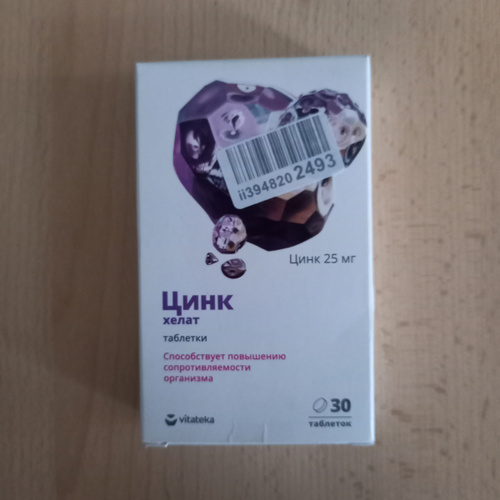 ii394820 2493
Цинк 25 мг
Цинк
хелат
таблетки
Способствует повышению
сопротивляемости
организма
vitateka
30
таблеток